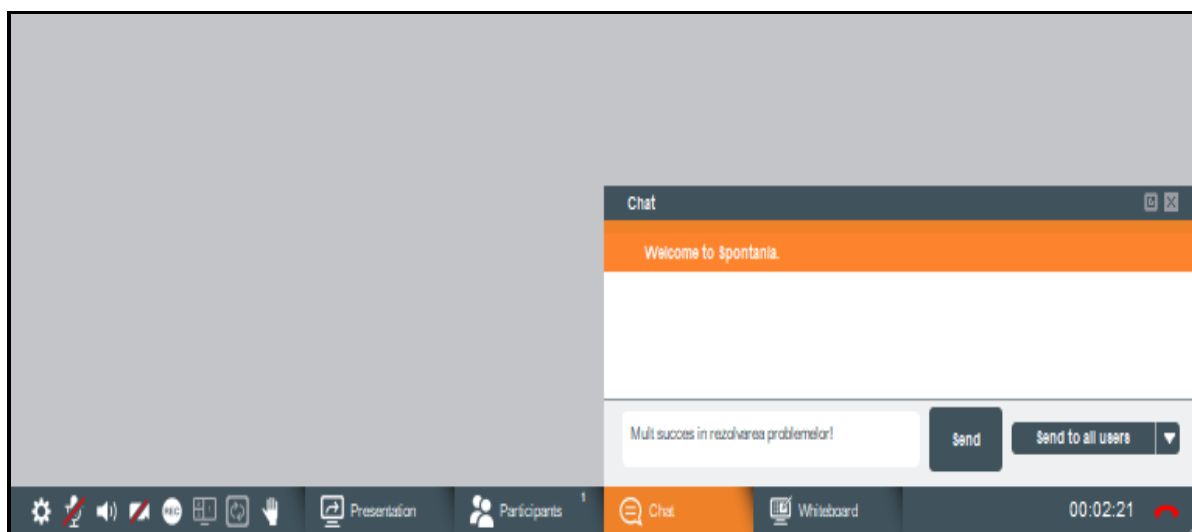 Chat
Welcome to Spontania.
Mult succes in rezolvarea problemelor!
Send
Send to all users
REC
Presentation
Participants
1
Chat
Whiteboard
00:02:21